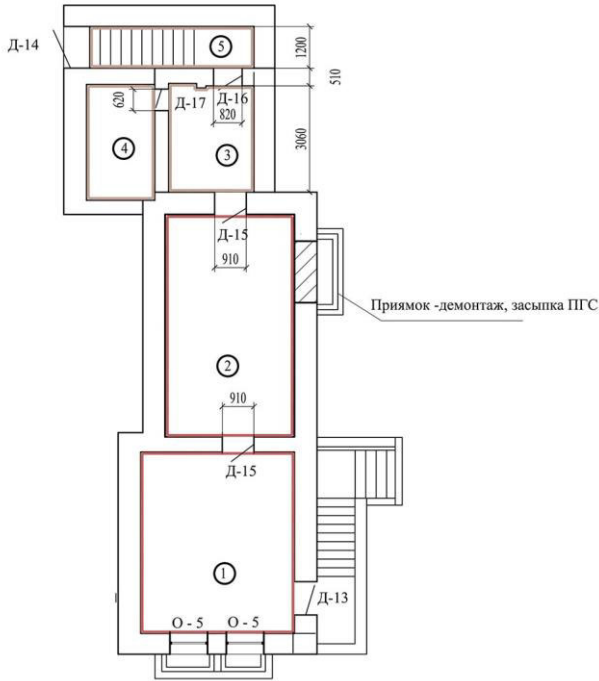 Д-14
5
1200
510
620
Д-17
Д-16
820
4
3
3060
Д-15
910
Приямок -демонтаж, засыпка ПГС
2
910
Д-15
1
Д-13
О - 5
О - 5